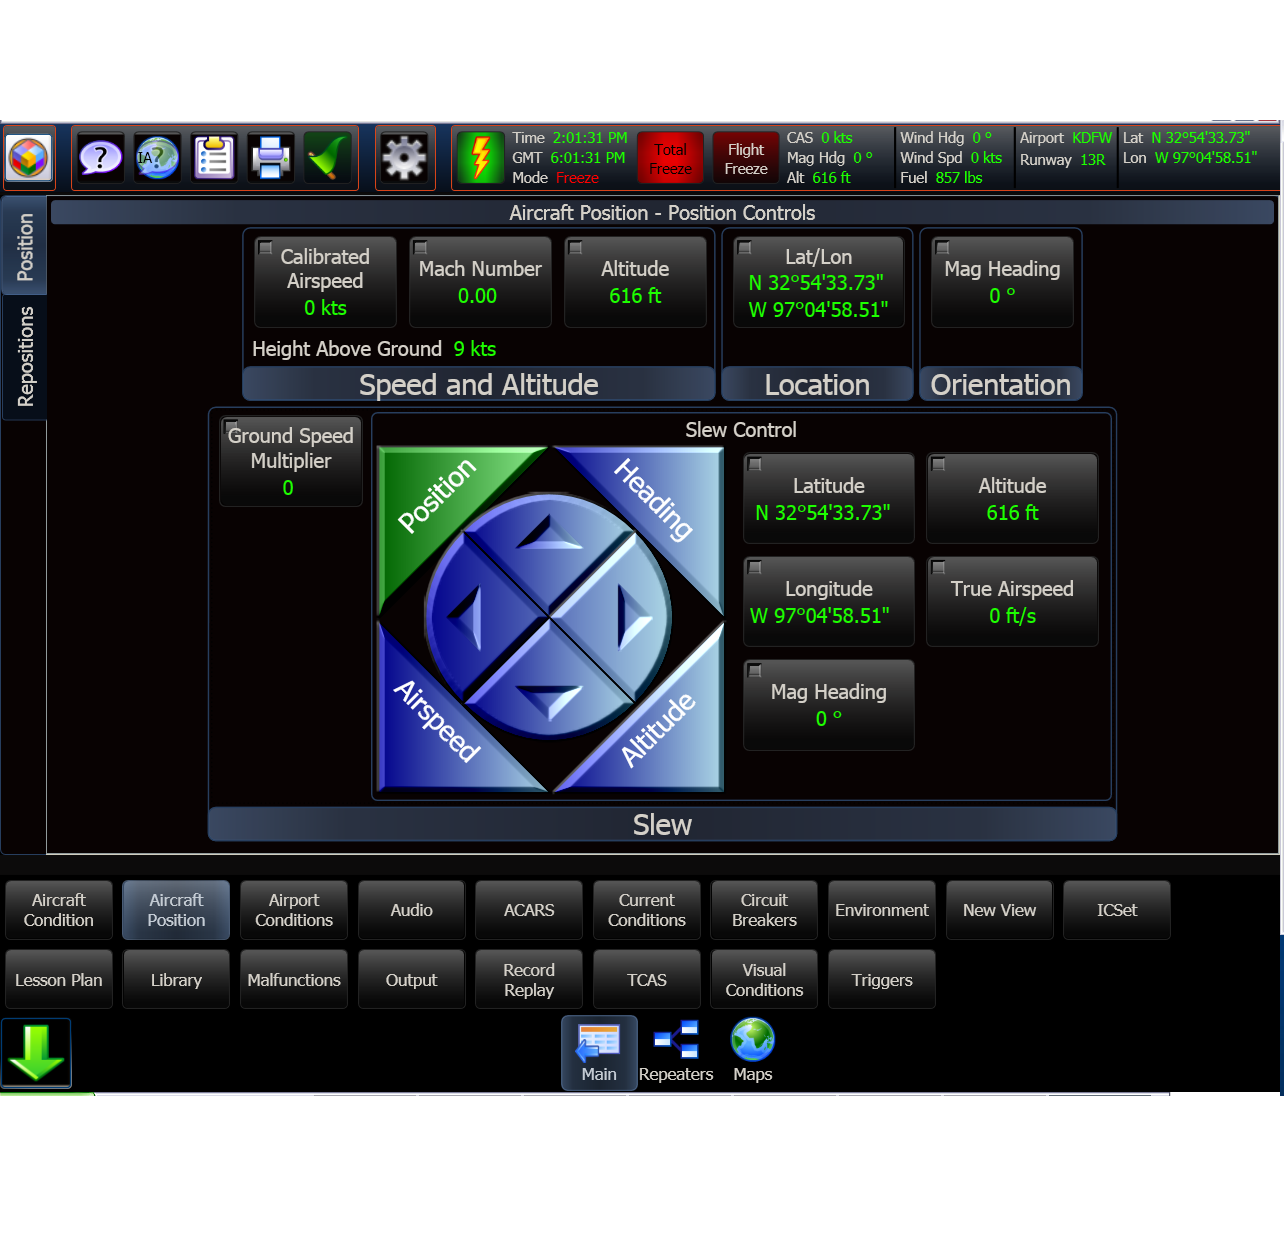 IA?
Time 2:01:31 PM
GMT 6:01:31 PM
Mode Freeze
Total
Freeze
Flight
Freeze
CAS 0 kts
Mag Hdg 0 °
Alt 616 ft
Wind Hdg 0 °
Wind Spd 0 kts
Fuel 857 lbs
Airport KDFW
Runway 13R
Lat N 32°54'33.73"
Lon W 97°04'58.51"
Position
Repositions
Aircraft Position - Position Controls
Calibrated
Airspeed
0 kts
Mach Number
0.00
Altitude
616 ft
Height Above Ground 9 kts
Speed and Altitude
Lat/Lon
N 32°54'33.73"
W 97°04'58.51"
Location
Mag Heading
0 °
Orientation
Ground Speed
Multiplier
0
Slew Control
Position
Heading
Airspeed
Altitude
Latitude
N 32°54'33.73"
Altitude
616 ft
Longitude
W 97°04'58.51"
True Airspeed
0 ft/s
Mag Heading
0 °
Slew
Aircraft
Condition
Aircraft
Position
Airport
Conditions
Audio
ACARS
Current
Conditions
Circuit
Breakers
Environment
New View
ICSet
Lesson Plan
Library
Malfunctions
Output
Record
Replay
TCAS
Visual
Conditions
Triggers
Main
Repeaters
Maps